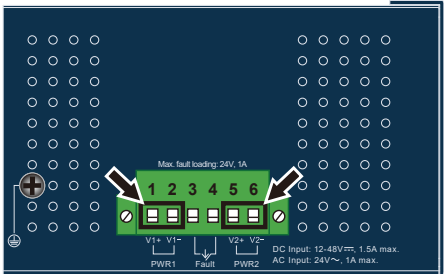 Max. fault loading: 24V, 1A
1 2 3 4 5 6
V1+ V1- V2+ V2-
PWR1 Fault PWR2
DC Input: 12-48V⎓, 1.5A max.
AC Input: 24V~, 1A max.